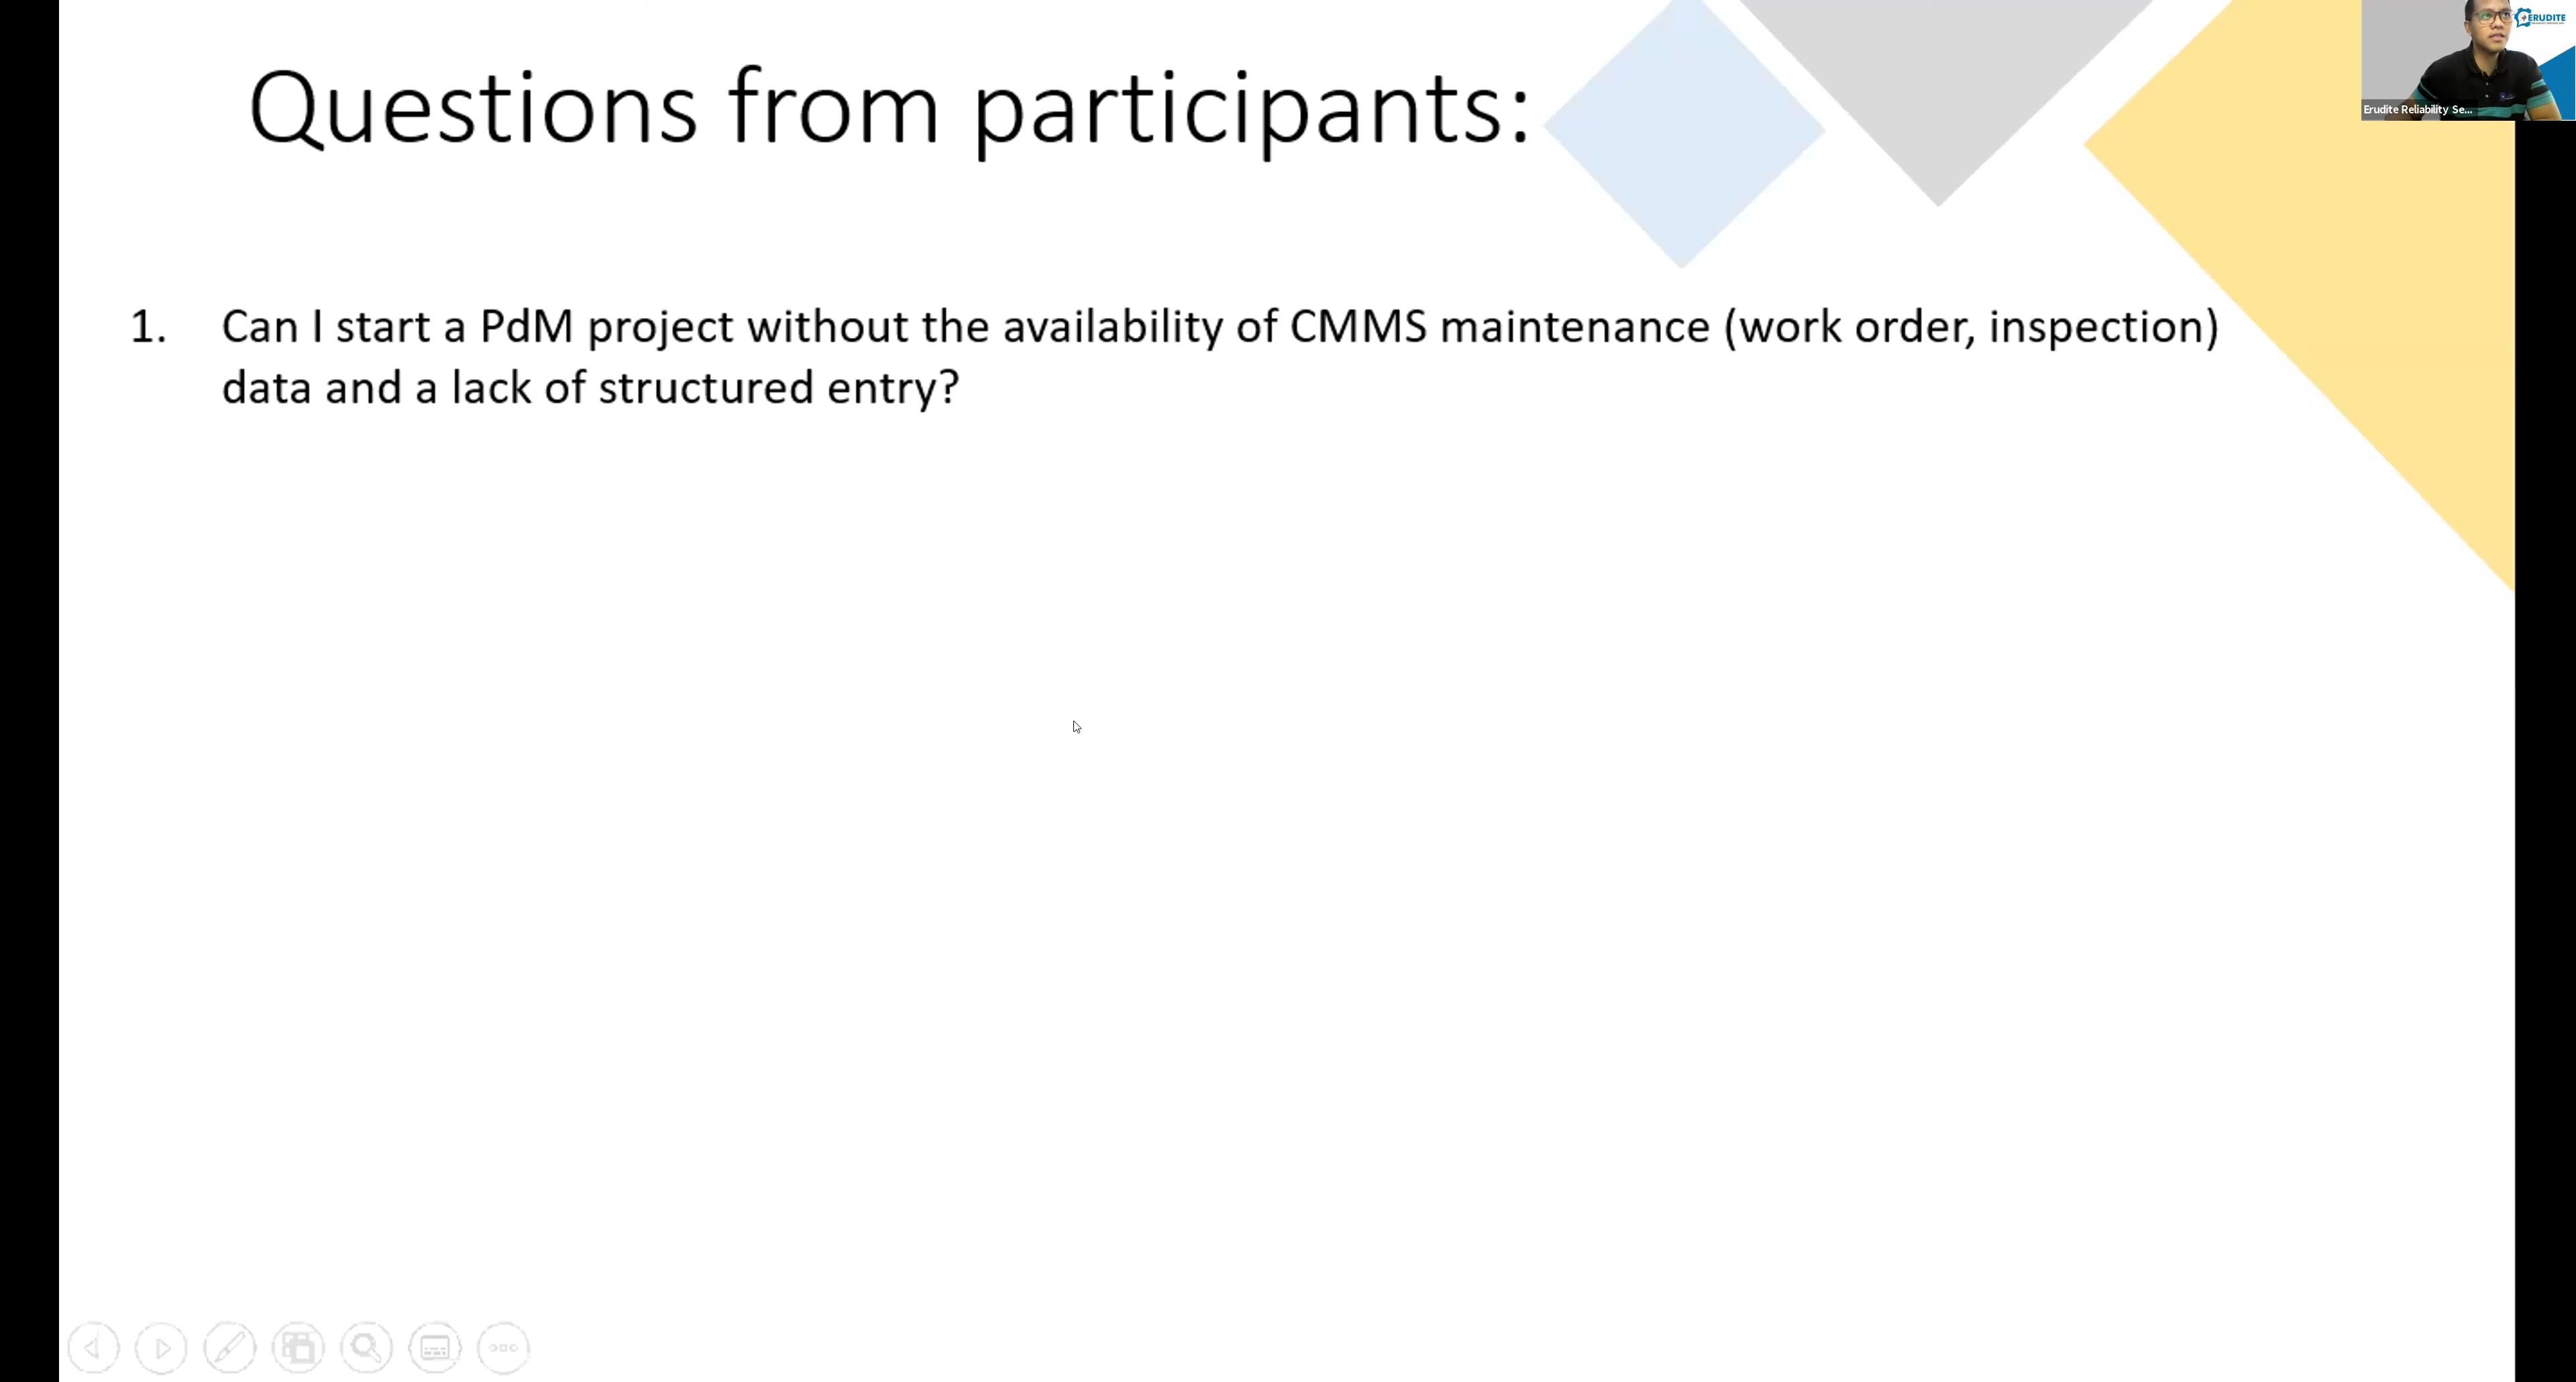 Questions from participants:
ERUDITE
Erudite Reliability Se...
1. Can I start a PdM project without the availability of CMMS maintenance (work order, inspection)
data and a lack of structured entry?